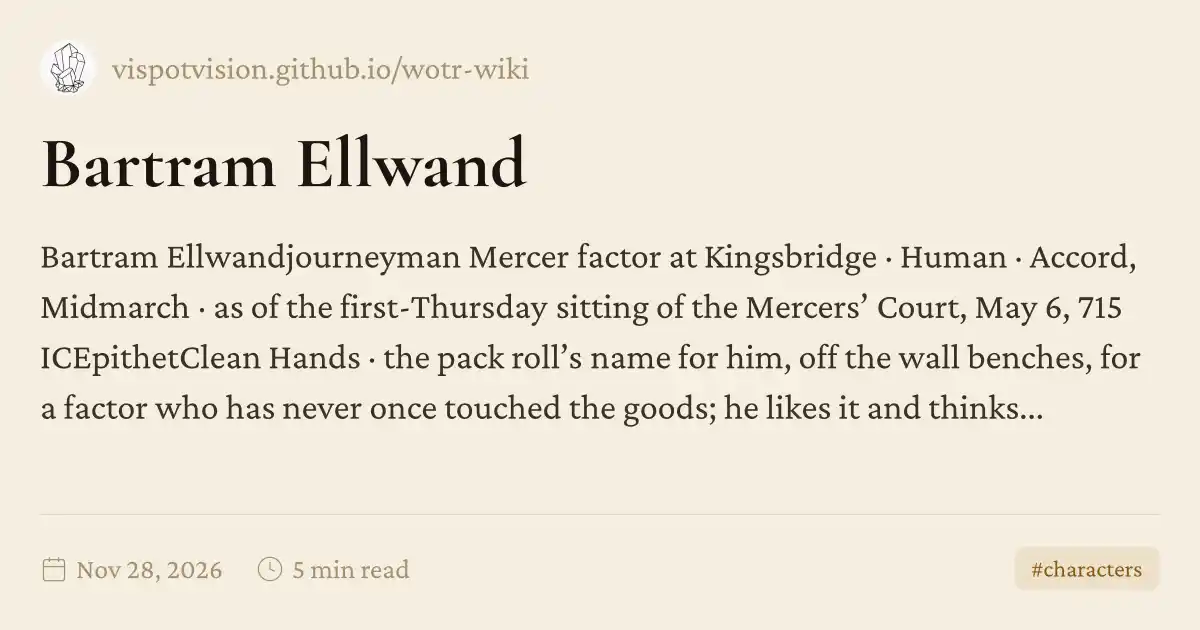 vispotvision.github.io/wotr-wiki
Bartram Ellwand
Bartram Ellwandjourneyman Mercer factor at Kingsbridge · Human · Accord,
Midmarch · as of the first-Thursday sitting of the Mercers’ Court, May 6, 715
ICEpithetClean Hands · the pack roll’s name for him, off the wall benches, for
a factor who has never once touched the goods; he likes it and thinks...
Nov 28, 2026
5 min read
#characters